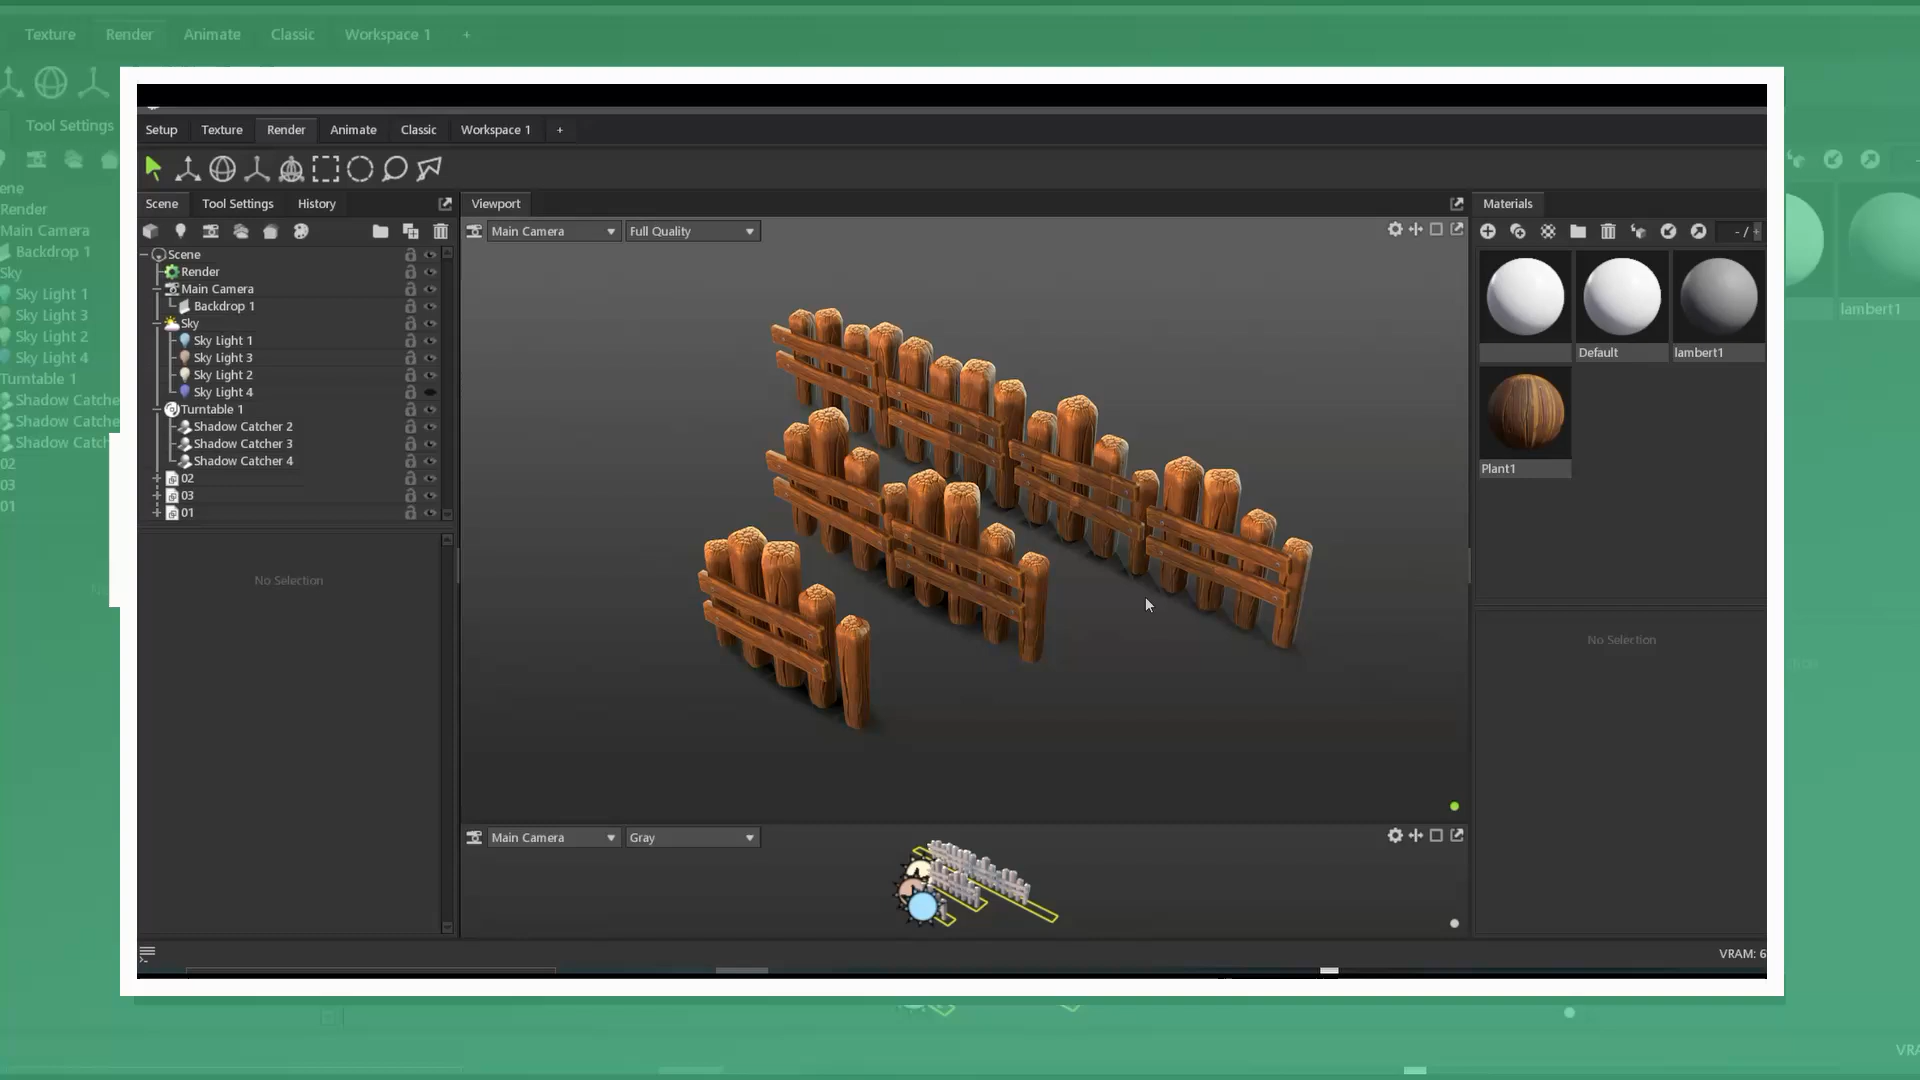 Texture Render Animate Classic Workspace 1 +
Tool Settings
Render
Main Camera
Backdrop 1
Sky
Sky Light 1
Sky Light 3
Sky Light 2
Sky Light 4
Turntable 1
Shadow Catche
Shadow Catche
Shadow Catch
02
03
01
Setup Texture Render Animate Classic Workspace 1 +
Scene Tool Settings History
Scene
Render
Main Camera
Backdrop 1
Sky
Sky Light 1
Sky Light 3
Sky Light 2
Sky Light 4
Turntable 1
Shadow Catcher 2
Shadow Catcher 3
Shadow Catcher 4
02
03
01
No Selection
Viewport
Main Camera Full Quality
Main Camera Gray
Materials
- /
Default lambert1
Plant1
No Selection
VRAM: 6
lambert1
VRA